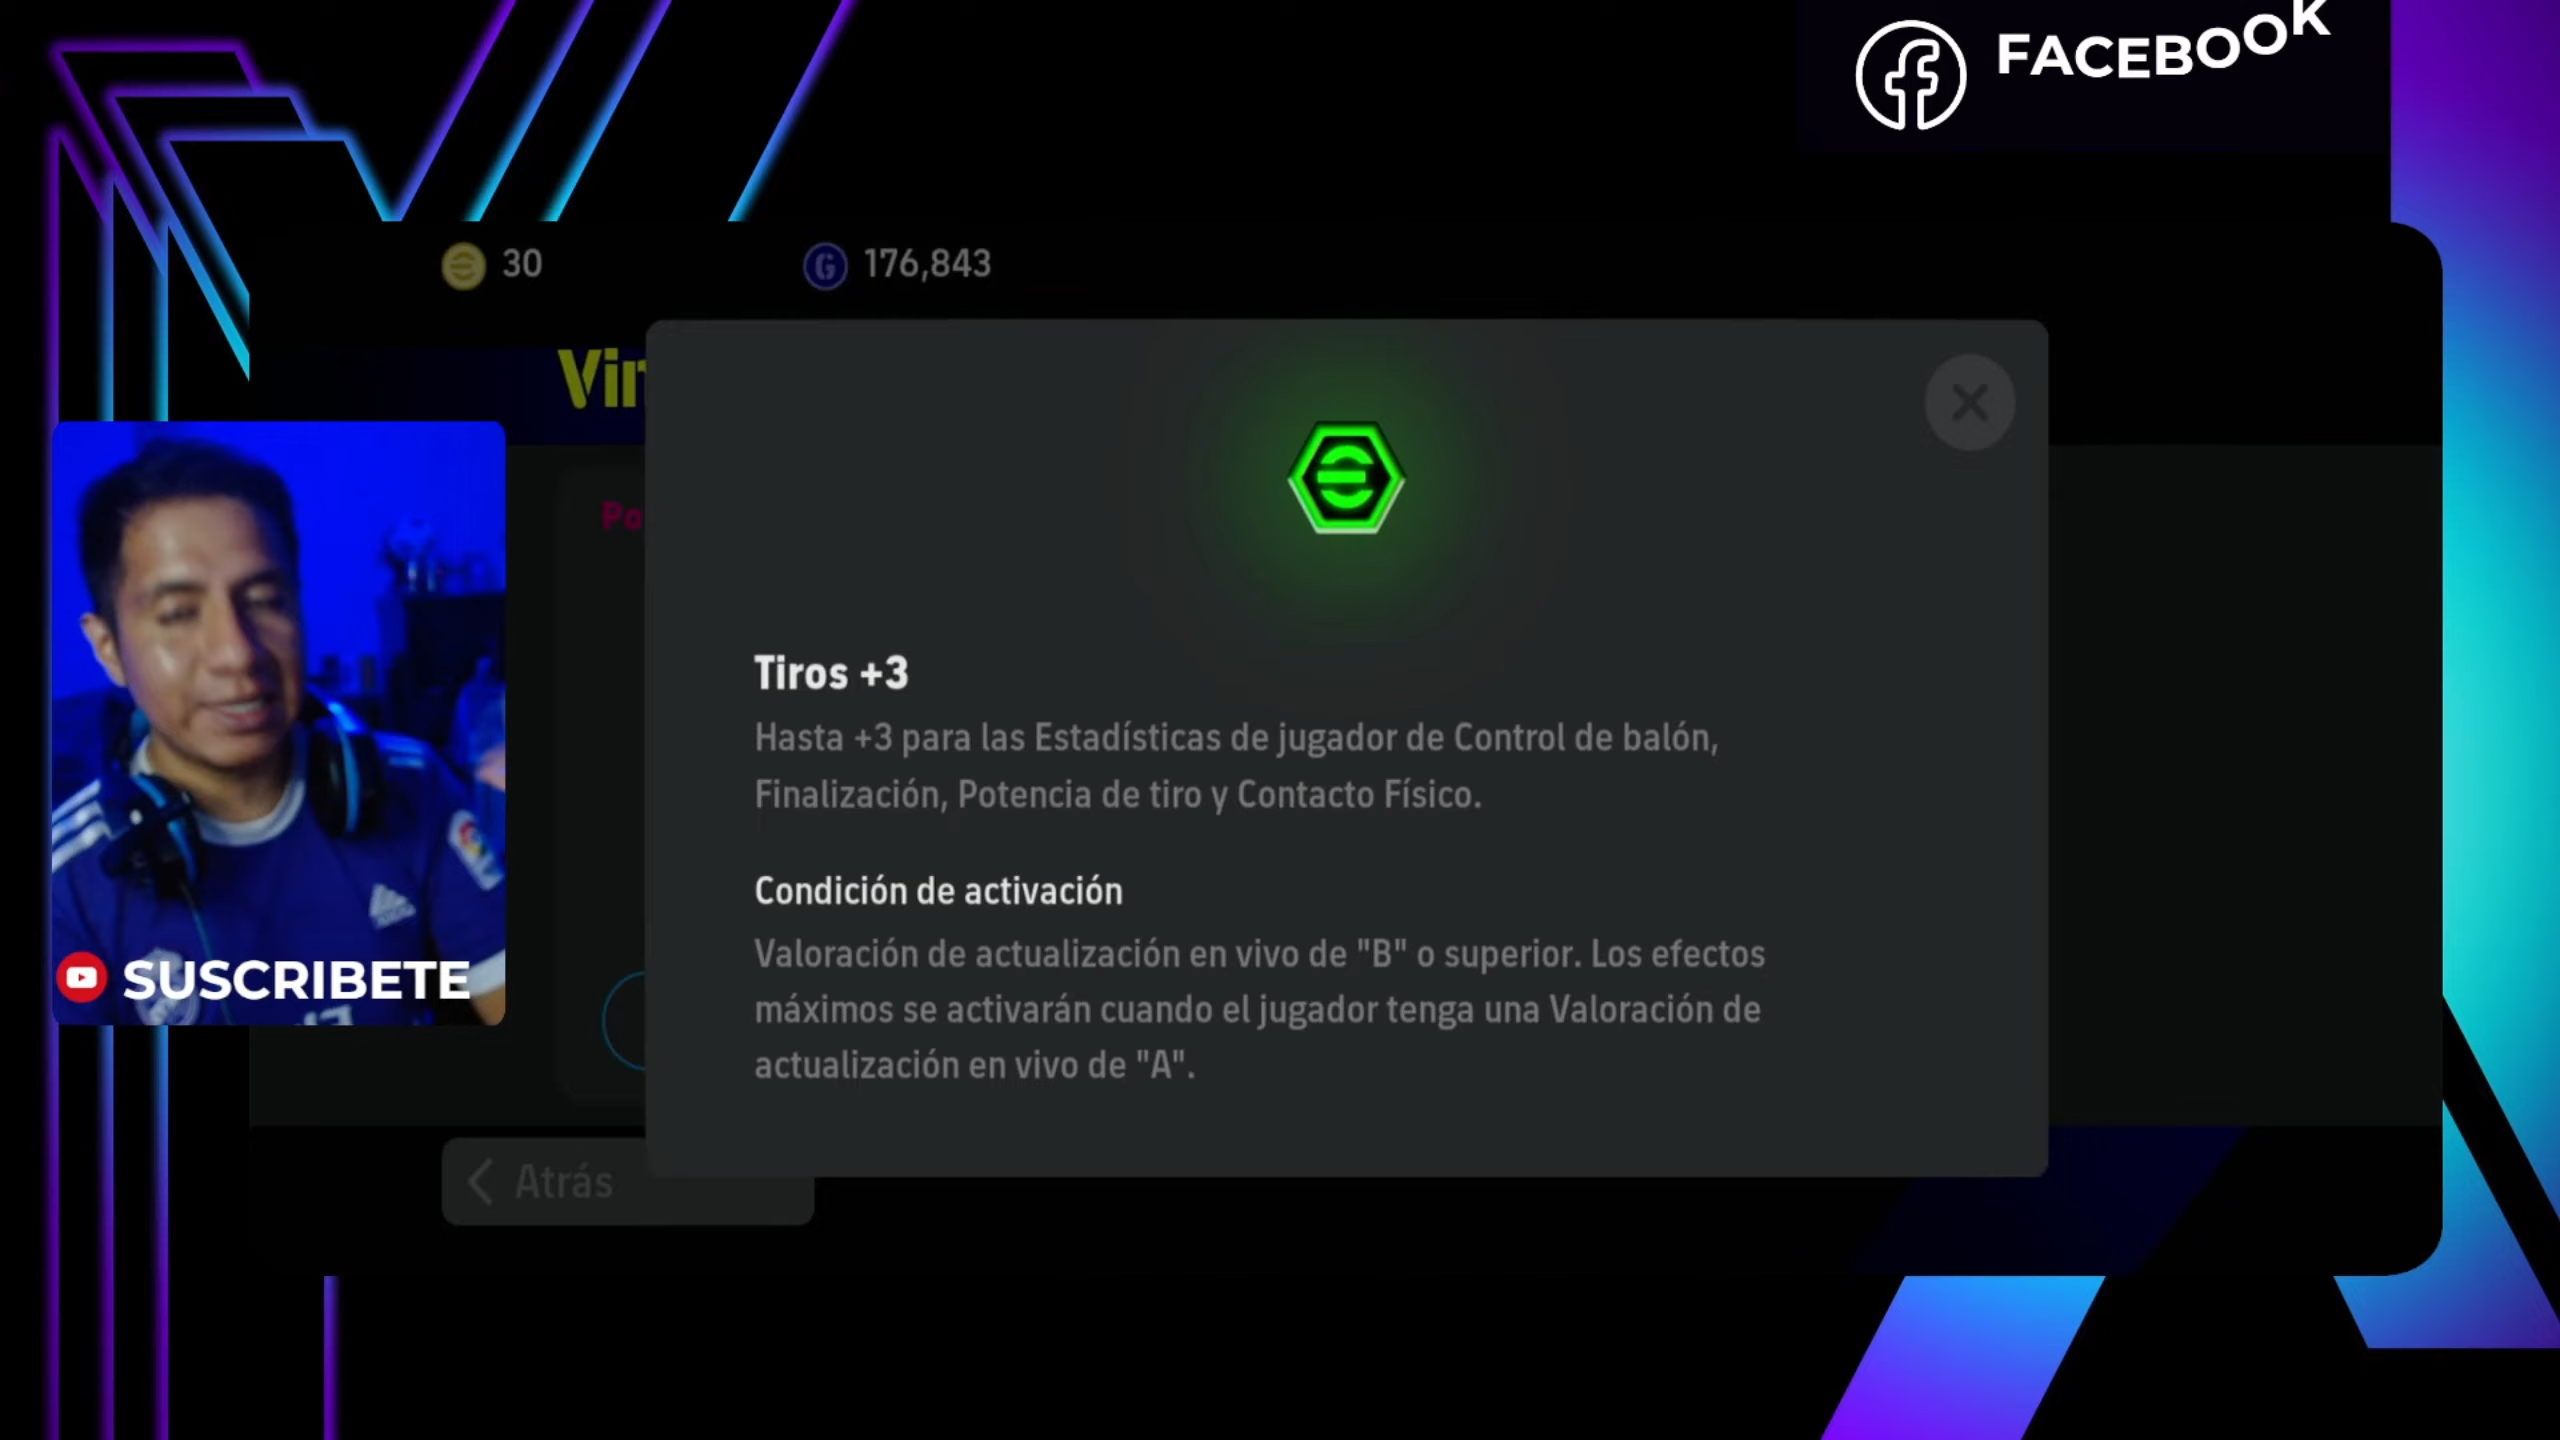 FACEBOOK
30
176,843
Vin
Tiros +3
Hasta +3 para las Estadísticas de jugador de Control de balón,
Finalización, Potencia de tiro y Contacto Físico.
Condición de activación
Valoración de actualización en vivo de "B" o superior. Los efectos
máximos se activarán cuando el jugador tenga una Valoración de
actualización en vivo de "A".
SUSCRIBETE
Atrás